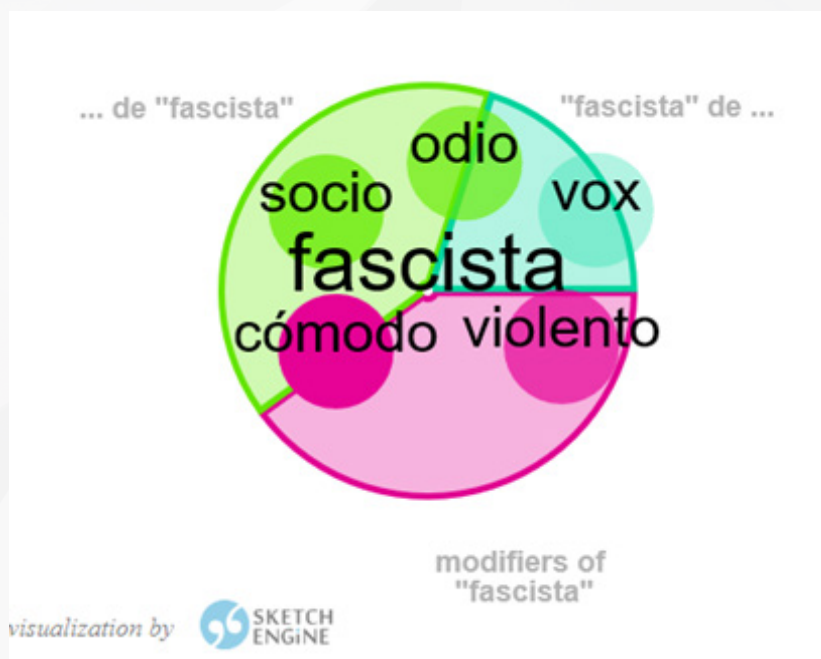 ... de "fascista"
"fascista" de ...
odio
socio
vox
fascista
cómodo
violento
modifiers of
"fascista"
visualization by
SKETCH
ENGINE